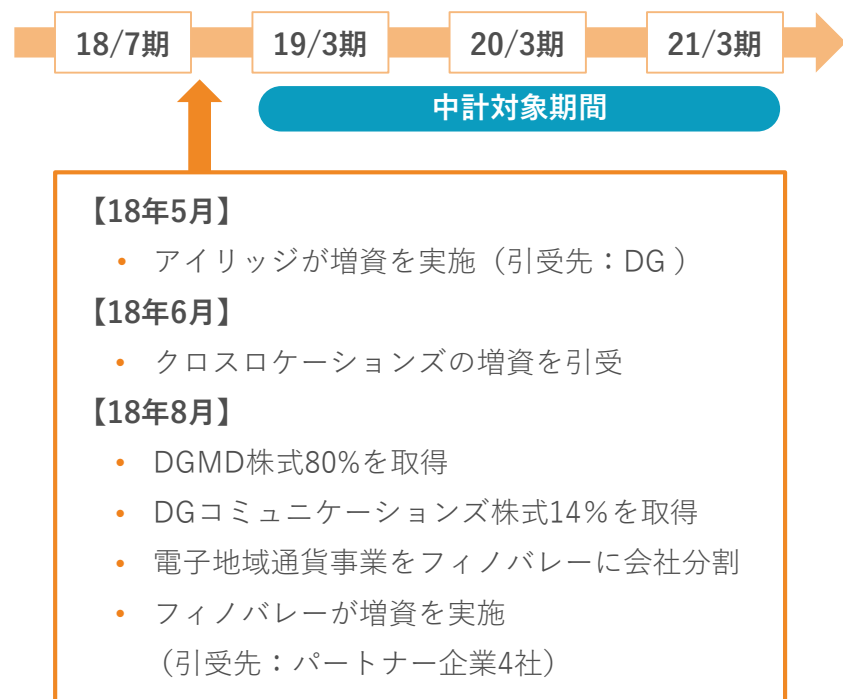 18/7期 19/3期 20/3期 21/3期
中計対象期間
【18年5月】
• アイリッジが増資を実施（引受先：DG ）
【18年6月】
• クロスロケーションズの増資を引受
【18年8月】
• DGMD株式80%を取得
• DGコミュニケーションズ株式14%を取得
• 電子地域通貨事業をフィノバレーに会社分割
• フィノバレーが増資を実施
（引受先：パートナー企業4社）